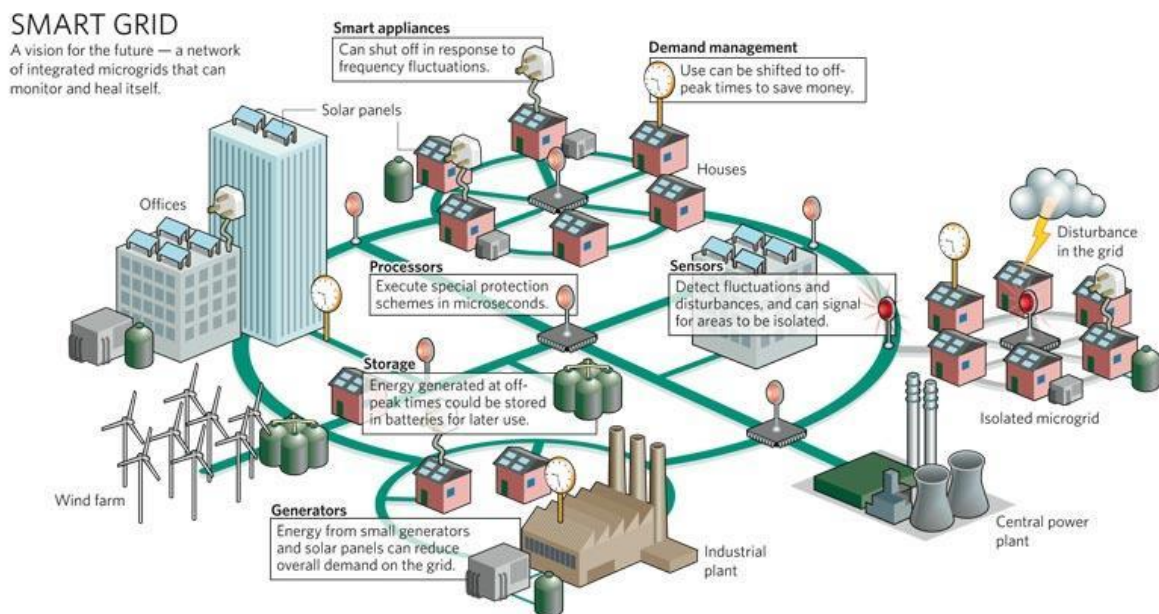 SMART GRID
A vision for the future — a network
of integrated microgrids that can
monitor and heal itself.
Smart appliances
Can shut off in response to
frequency fluctuations.
Demand management
Use can be shifted to off-
peak times to save money.
Solar panels
Houses
Offices
Disturbance
in the grid
Processors
Execute special protection
schemes in microseconds.
Sensors
Detect fluctuations and
disturbances, and can signal
for areas to be isolated.
Storage
Energy generated at off-
peak times could be stored
in batteries for later use.
Isolated microgrid
Wind farm
Generators
Energy from small generators
and solar panels can reduce
overall demand on the grid.
Industrial
plant
Central power
plant